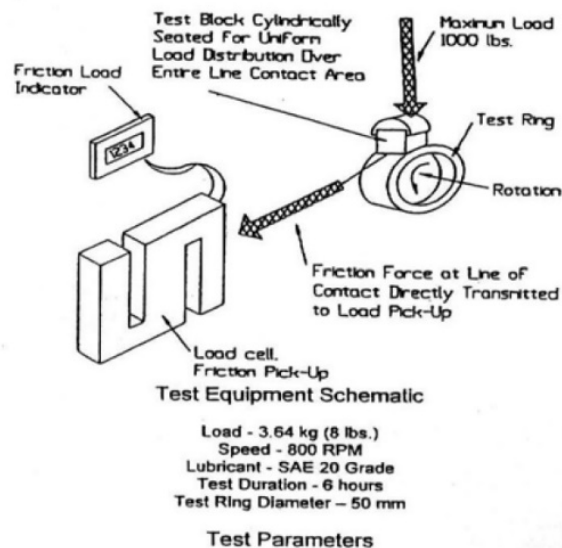 Test Block Cylindrically
Seated For Uniform
Load Distribution Over
Entire Line Contact Area
Maximun Load
1000 lbs.
Friction Load
Indicator
1234
Test Ring
Rotation
Friction Force at Line of
Contact Directly Transmitted
to Load Pick-Up
Load cell,
Friction Pick-Up
Test Equipment Schematic
Load - 3.64 kg (8 lbs.)
Speed - 800 RPM
Lubricant - SAE 20 Grade
Test Duration - 6 hours
Test Ring Diameter – 50 mm
Test Parameters